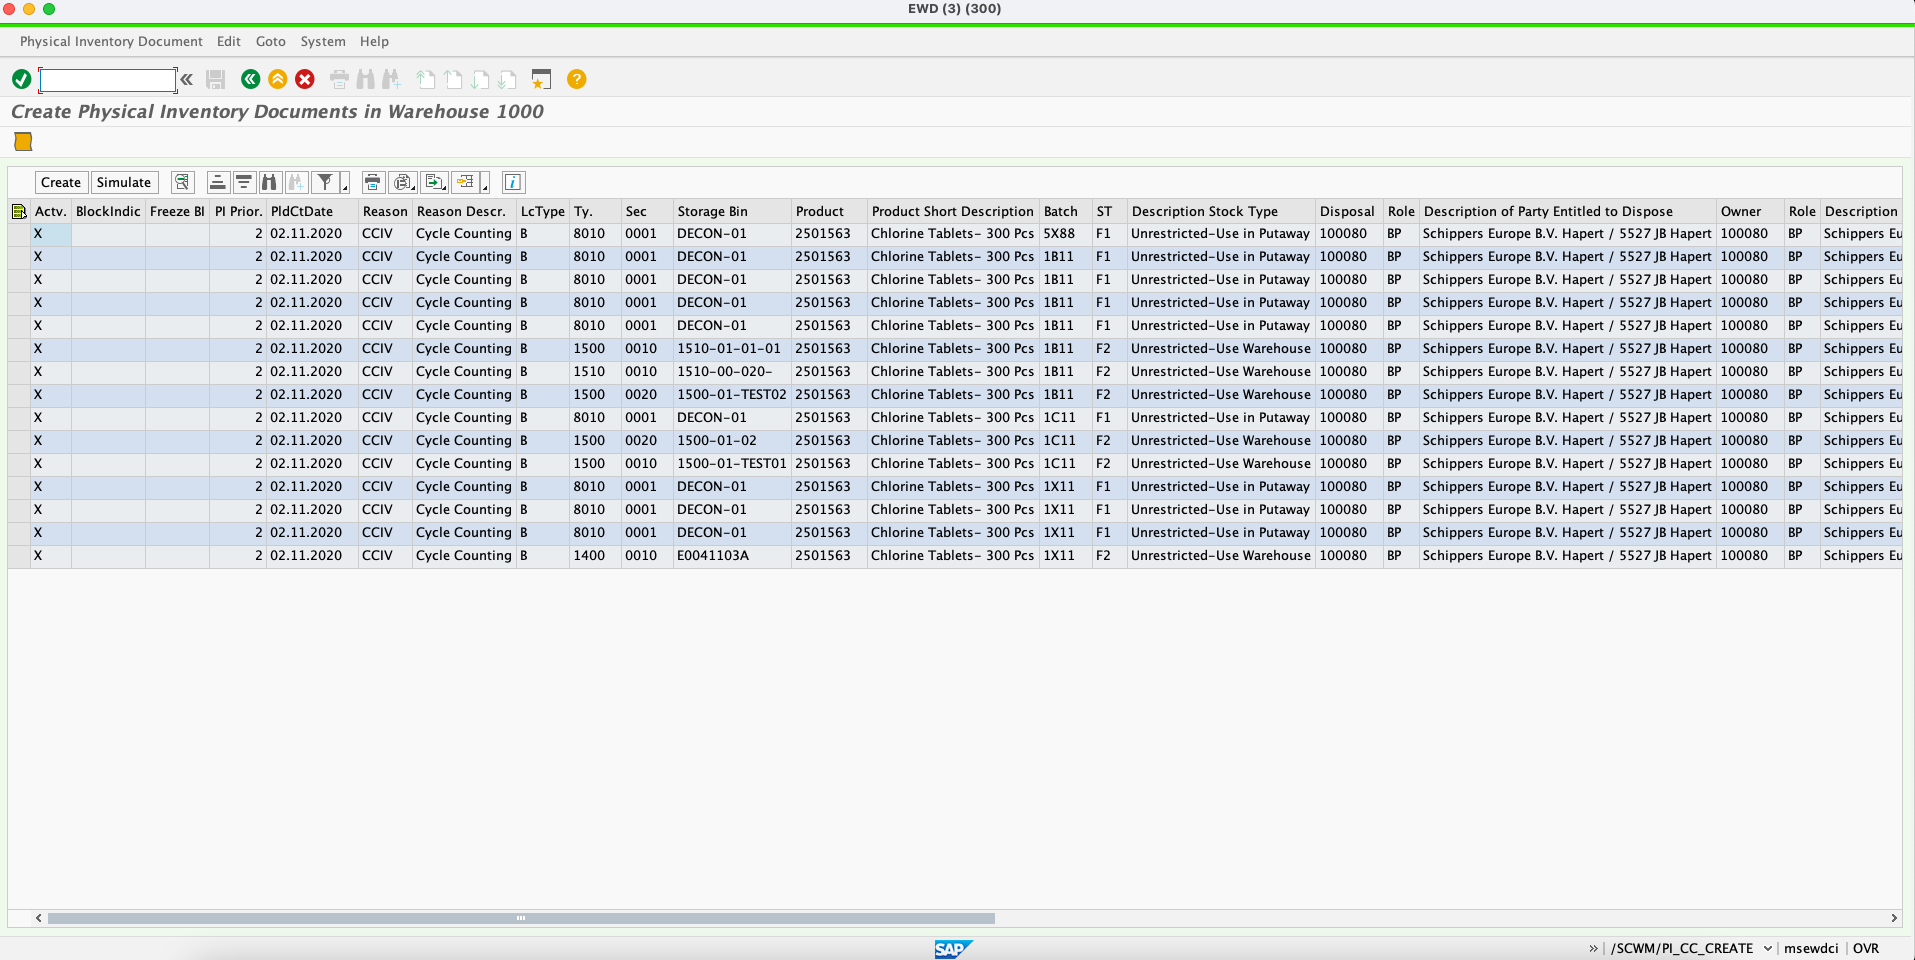 EWD (3) (300)
Physical Inventory Document Edit Goto System Help
Create Physical Inventory Documents in Warehouse 1000
Create Simulate
Actv. BlockIndic Freeze BI PI Prior. PldCtDate Reason Reason Descr. LcType Ty. Sec Storage Bin Product Product Short Description Batch ST Description Stock Type Disposal Role Description of Party Entitled to Dispose Owner Role Description
X 2 02.11.2020 CCIV Cycle Counting B 8010 0001 DECON-01 2501563 Chlorine Tablets- 300 Pcs 5X88 F1 Unrestricted-Use in Putaway 100080 BP Schippers Europe B.V. Hapert / 5527 JB Hapert 100080 BP Schippers Eu
X 2 02.11.2020 CCIV Cycle Counting B 8010 0001 DECON-01 2501563 Chlorine Tablets- 300 Pcs 1B11 F1 Unrestricted-Use in Putaway 100080 BP Schippers Europe B.V. Hapert / 5527 JB Hapert 100080 BP Schippers Eu
X 2 02.11.2020 CCIV Cycle Counting B 8010 0001 DECON-01 2501563 Chlorine Tablets- 300 Pcs 1B11 F1 Unrestricted-Use in Putaway 100080 BP Schippers Europe B.V. Hapert / 5527 JB Hapert 100080 BP Schippers Eu
X 2 02.11.2020 CCIV Cycle Counting B 8010 0001 DECON-01 2501563 Chlorine Tablets- 300 Pcs 1B11 F1 Unrestricted-Use in Putaway 100080 BP Schippers Europe B.V. Hapert / 5527 JB Hapert 100080 BP Schippers Eu
X 2 02.11.2020 CCIV Cycle Counting B 8010 0001 DECON-01 2501563 Chlorine Tablets- 300 Pcs 1B11 F1 Unrestricted-Use in Putaway 100080 BP Schippers Europe B.V. Hapert / 5527 JB Hapert 100080 BP Schippers Eu
X 2 02.11.2020 CCIV Cycle Counting B 1500 0010 1510-01-01-01 2501563 Chlorine Tablets- 300 Pcs 1B11 F2 Unrestricted-Use Warehouse 100080 BP Schippers Europe B.V. Hapert / 5527 JB Hapert 100080 BP Schippers Eu
X 2 02.11.2020 CCIV Cycle Counting B 1510 0010 1510-00-020- 2501563 Chlorine Tablets- 300 Pcs 1B11 F2 Unrestricted-Use Warehouse 100080 BP Schippers Europe B.V. Hapert / 5527 JB Hapert 100080 BP Schippers Eu
X 2 02.11.2020 CCIV Cycle Counting B 1500 0020 1500-01-TEST02 2501563 Chlorine Tablets- 300 Pcs 1B11 F2 Unrestricted-Use Warehouse 100080 BP Schippers Europe B.V. Hapert / 5527 JB Hapert 100080 BP Schippers Eu
X 2 02.11.2020 CCIV Cycle Counting B 8010 0001 DECON-01 2501563 Chlorine Tablets- 300 Pcs 1C11 F1 Unrestricted-Use in Putaway 100080 BP Schippers Europe B.V. Hapert / 5527 JB Hapert 100080 BP Schippers Eu
X 2 02.11.2020 CCIV Cycle Counting B 1500 0020 1500-01-02 2501563 Chlorine Tablets- 300 Pcs 1C11 F2 Unrestricted-Use Warehouse 100080 BP Schippers Europe B.V. Hapert / 5527 JB Hapert 100080 BP Schippers Eu
X 2 02.11.2020 CCIV Cycle Counting B 1500 0010 1500-01-TEST01 2501563 Chlorine Tablets- 300 Pcs 1C11 F2 Unrestricted-Use Warehouse 100080 BP Schippers Europe B.V. Hapert / 5527 JB Hapert 100080 BP Schippers Eu
X 2 02.11.2020 CCIV Cycle Counting B 8010 0001 DECON-01 2501563 Chlorine Tablets- 300 Pcs 1X11 F1 Unrestricted-Use in Putaway 100080 BP Schippers Europe B.V. Hapert / 5527 JB Hapert 100080 BP Schippers Eu
X 2 02.11.2020 CCIV Cycle Counting B 8010 0001 DECON-01 2501563 Chlorine Tablets- 300 Pcs 1X11 F1 Unrestricted-Use in Putaway 100080 BP Schippers Europe B.V. Hapert / 5527 JB Hapert 100080 BP Schippers Eu
X 2 02.11.2020 CCIV Cycle Counting B 8010 0001 DECON-01 2501563 Chlorine Tablets- 300 Pcs 1X11 F1 Unrestricted-Use in Putaway 100080 BP Schippers Europe B.V. Hapert / 5527 JB Hapert 100080 BP Schippers Eu
X 2 02.11.2020 CCIV Cycle Counting B 1400 0010 E0041103A 2501563 Chlorine Tablets- 300 Pcs 1X11 F2 Unrestricted-Use Warehouse 100080 BP Schippers Europe B.V. Hapert / 5527 JB Hapert 100080 BP Schippers Eu
SAP /SCWM/PI_CC_CREATE msewdci OVR